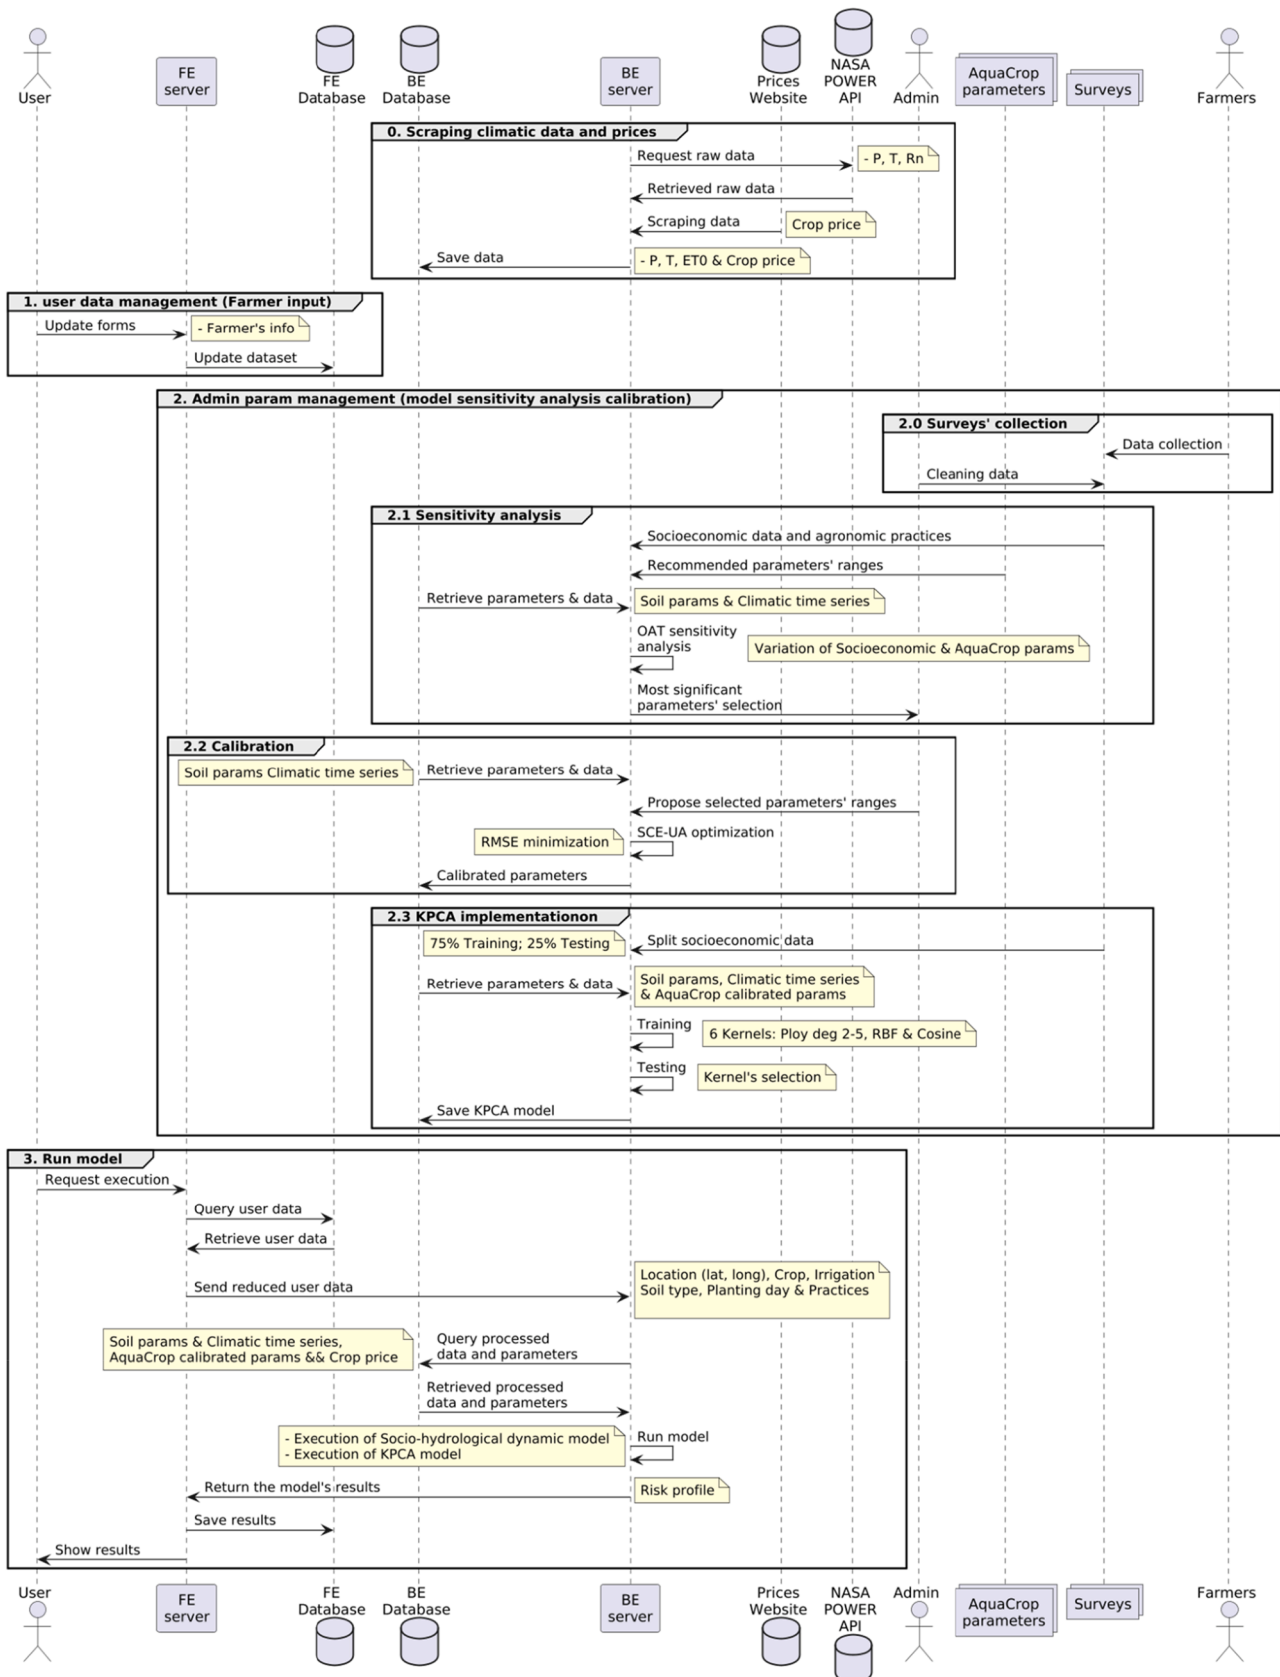 User
FE
server
FE
Database
BE
Database
BE
server
Prices
Website
NASA
POWER
API
Admin
AquaCrop
parameters
Surveys
Farmers
0. Scraping climatic data and prices
Request raw data
- P, T, Rn
Retrieved raw data
Scraping data
Crop price
Save data
- P, T, ET0 & Crop price
1. user data management (Farmer input)
Update forms
- Farmer's info
Update dataset
2. Admin param management (model sensitivity analysis calibration)
2.0 Surveys' collection
Data collection
Cleaning data
2.1 Sensitivity analysis
Socioeconomic data and agronomic practices
Recommended parameters' ranges
Retrieve parameters & data
Soil params & Climatic time series
OAT sensitivity
analysis
Variation of Socioeconomic & AquaCrop params
Most significant
parameters' selection
2.2 Calibration
Soil params Climatic time series
Retrieve parameters & data
Propose selected parameters' ranges
RMSE minimization
SCE-UA optimization
Calibrated parameters
2.3 KPCA implementationon
75% Training; 25% Testing
Split socioeconomic data
Retrieve parameters & data
Soil params, Climatic time series
& AquaCrop calibrated params
Training
6 Kernels: Ploy deg 2-5, RBF & Cosine
Testing
Kernel's selection
Save KPCA model
3. Run model
Request execution
Query user data
Retrieve user data
Send reduced user data
Location (lat, long), Crop, Irrigation
Soil type, Planting day & Practices
Soil params & Climatic time series,
AquaCrop calibrated params && Crop price
Query processed
data and parameters
Retrieved processed
data and parameters
- Execution of Socio-hydrological dynamic model
- Execution of KPCA model
Run model
Return the model's results
Risk profile
Save results
Show results
User
FE
server
FE
Database
BE
Database
BE
server
Prices
Website
NASA
POWER
API
Admin
AquaCrop
parameters
Surveys
Farmers